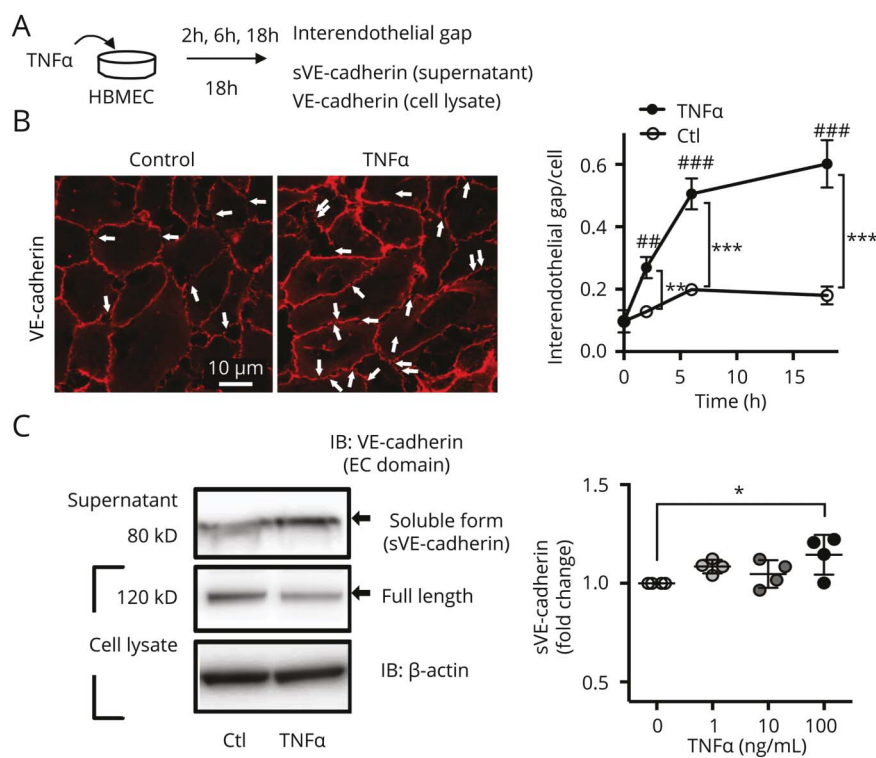 A
TNFα
HBMEC
2h, 6h, 18h
18h
Interendothelial gap
sVE-cadherin (supernatant)
VE-cadherin (cell lysate)
B
Control
TNFα
VE-cadherin
10 μm
TNFα
Ctl
Interendothelial gap/cell
0.6
0.4
0.2
0.0
##
###
###
**
***
***
0
5
10
15
Time (h)
C
IB: VE-cadherin
(EC domain)
Supernatant
80 kD
Soluble form
(sVE-cadherin)
120 kD
Full length
Cell lysate
IB: β-actin
Ctl
TNFα
sVE-cadherin
(fold change)
1.5
1.0
0.5
*
0
1
10
100
TNFα (ng/mL)